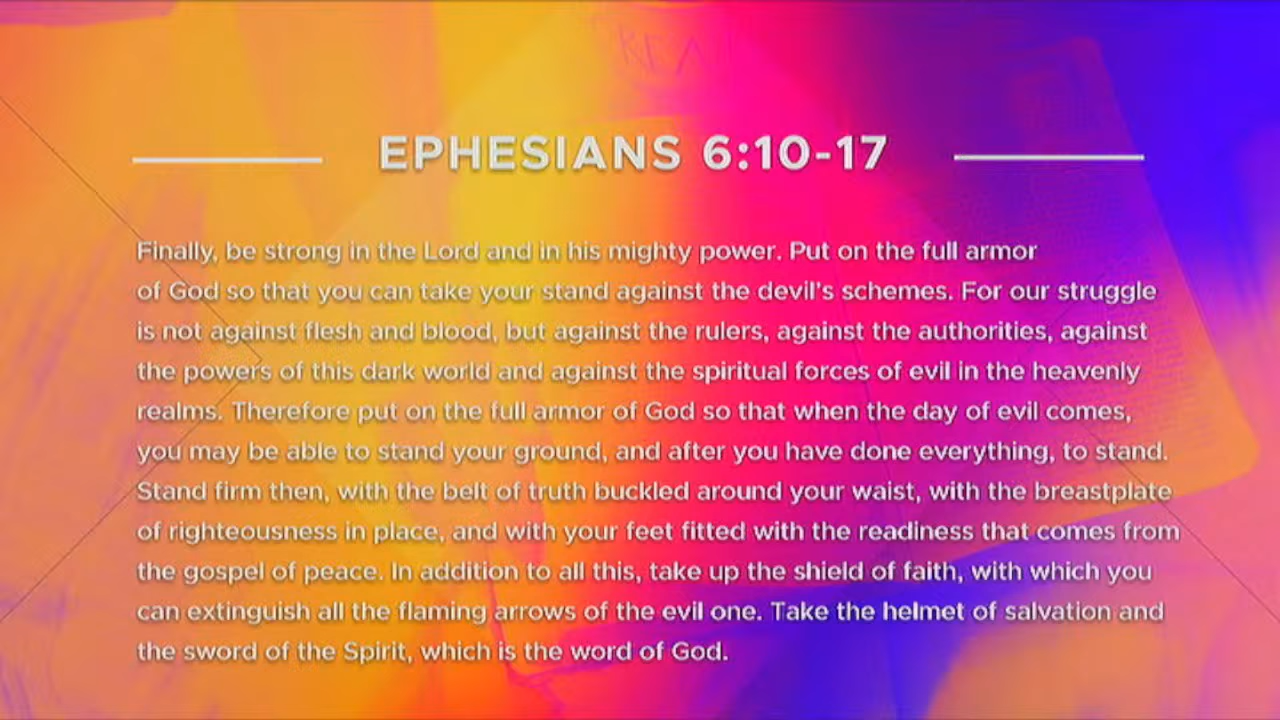 EPHESIANS 6:10-17
Finally, be strong in the Lord and in his mighty power. Put on the full armor
of God so that you can take your stand against the devil's schemes. For our struggle
is not against flesh and blood, but against the rulers, against the authorities, against
the powers of this dark world and against the spiritual forces of evil in the heavenly
realms. Therefore put on the full armor of God so that when the day of evil comes,
you may be able to stand your ground, and after you have done everything, to stand.
Stand firm then, with the belt of truth buckled around your waist, with the breastplate
of righteousness in place, and with your feet fitted with the readiness that comes from
the gospel of peace. In addition to all this, take up the shield of faith, with which you
can extinguish all the flaming arrows of the evil one. Take the helmet of salvation and
the sword of the Spirit, which is the word of God.